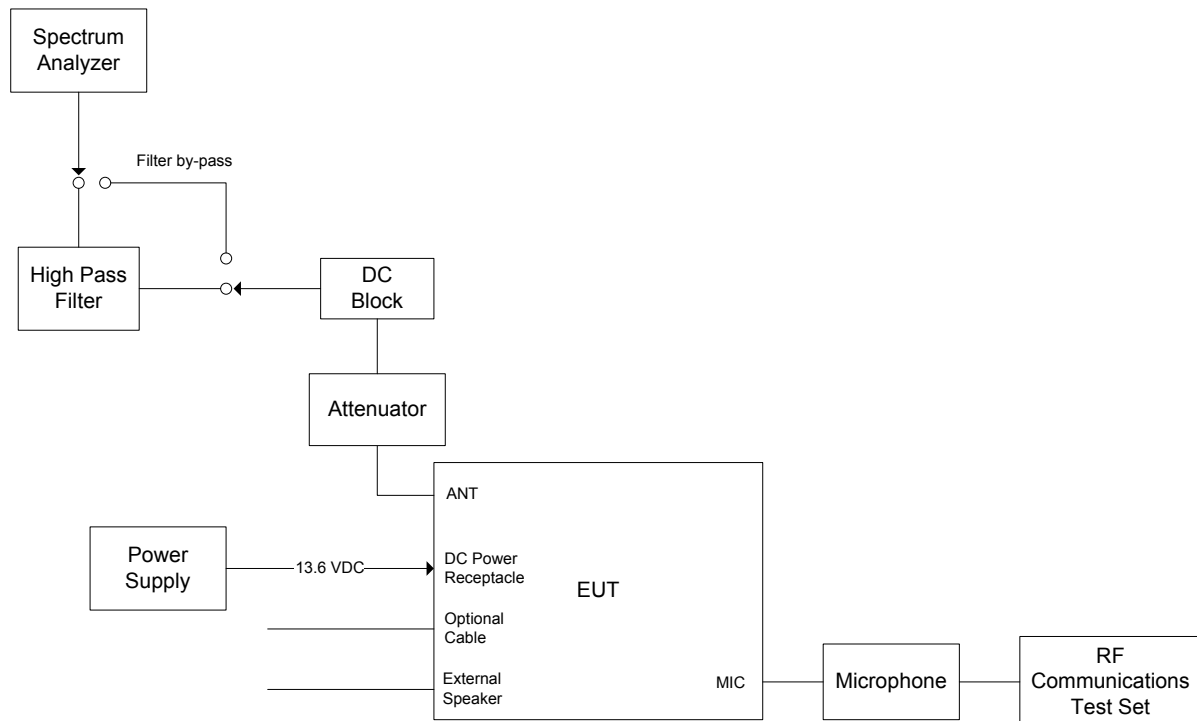 Spectrum
Analyzer
Filter by-pass
High Pass
Filter
DC
Block
Attenuator
ANT
Power
Supply
13.6 VDC
DC Power
Receptacle
EUT
Optional
Cable
External
Speaker
MIC
Microphone
RF
Communications
Test Set